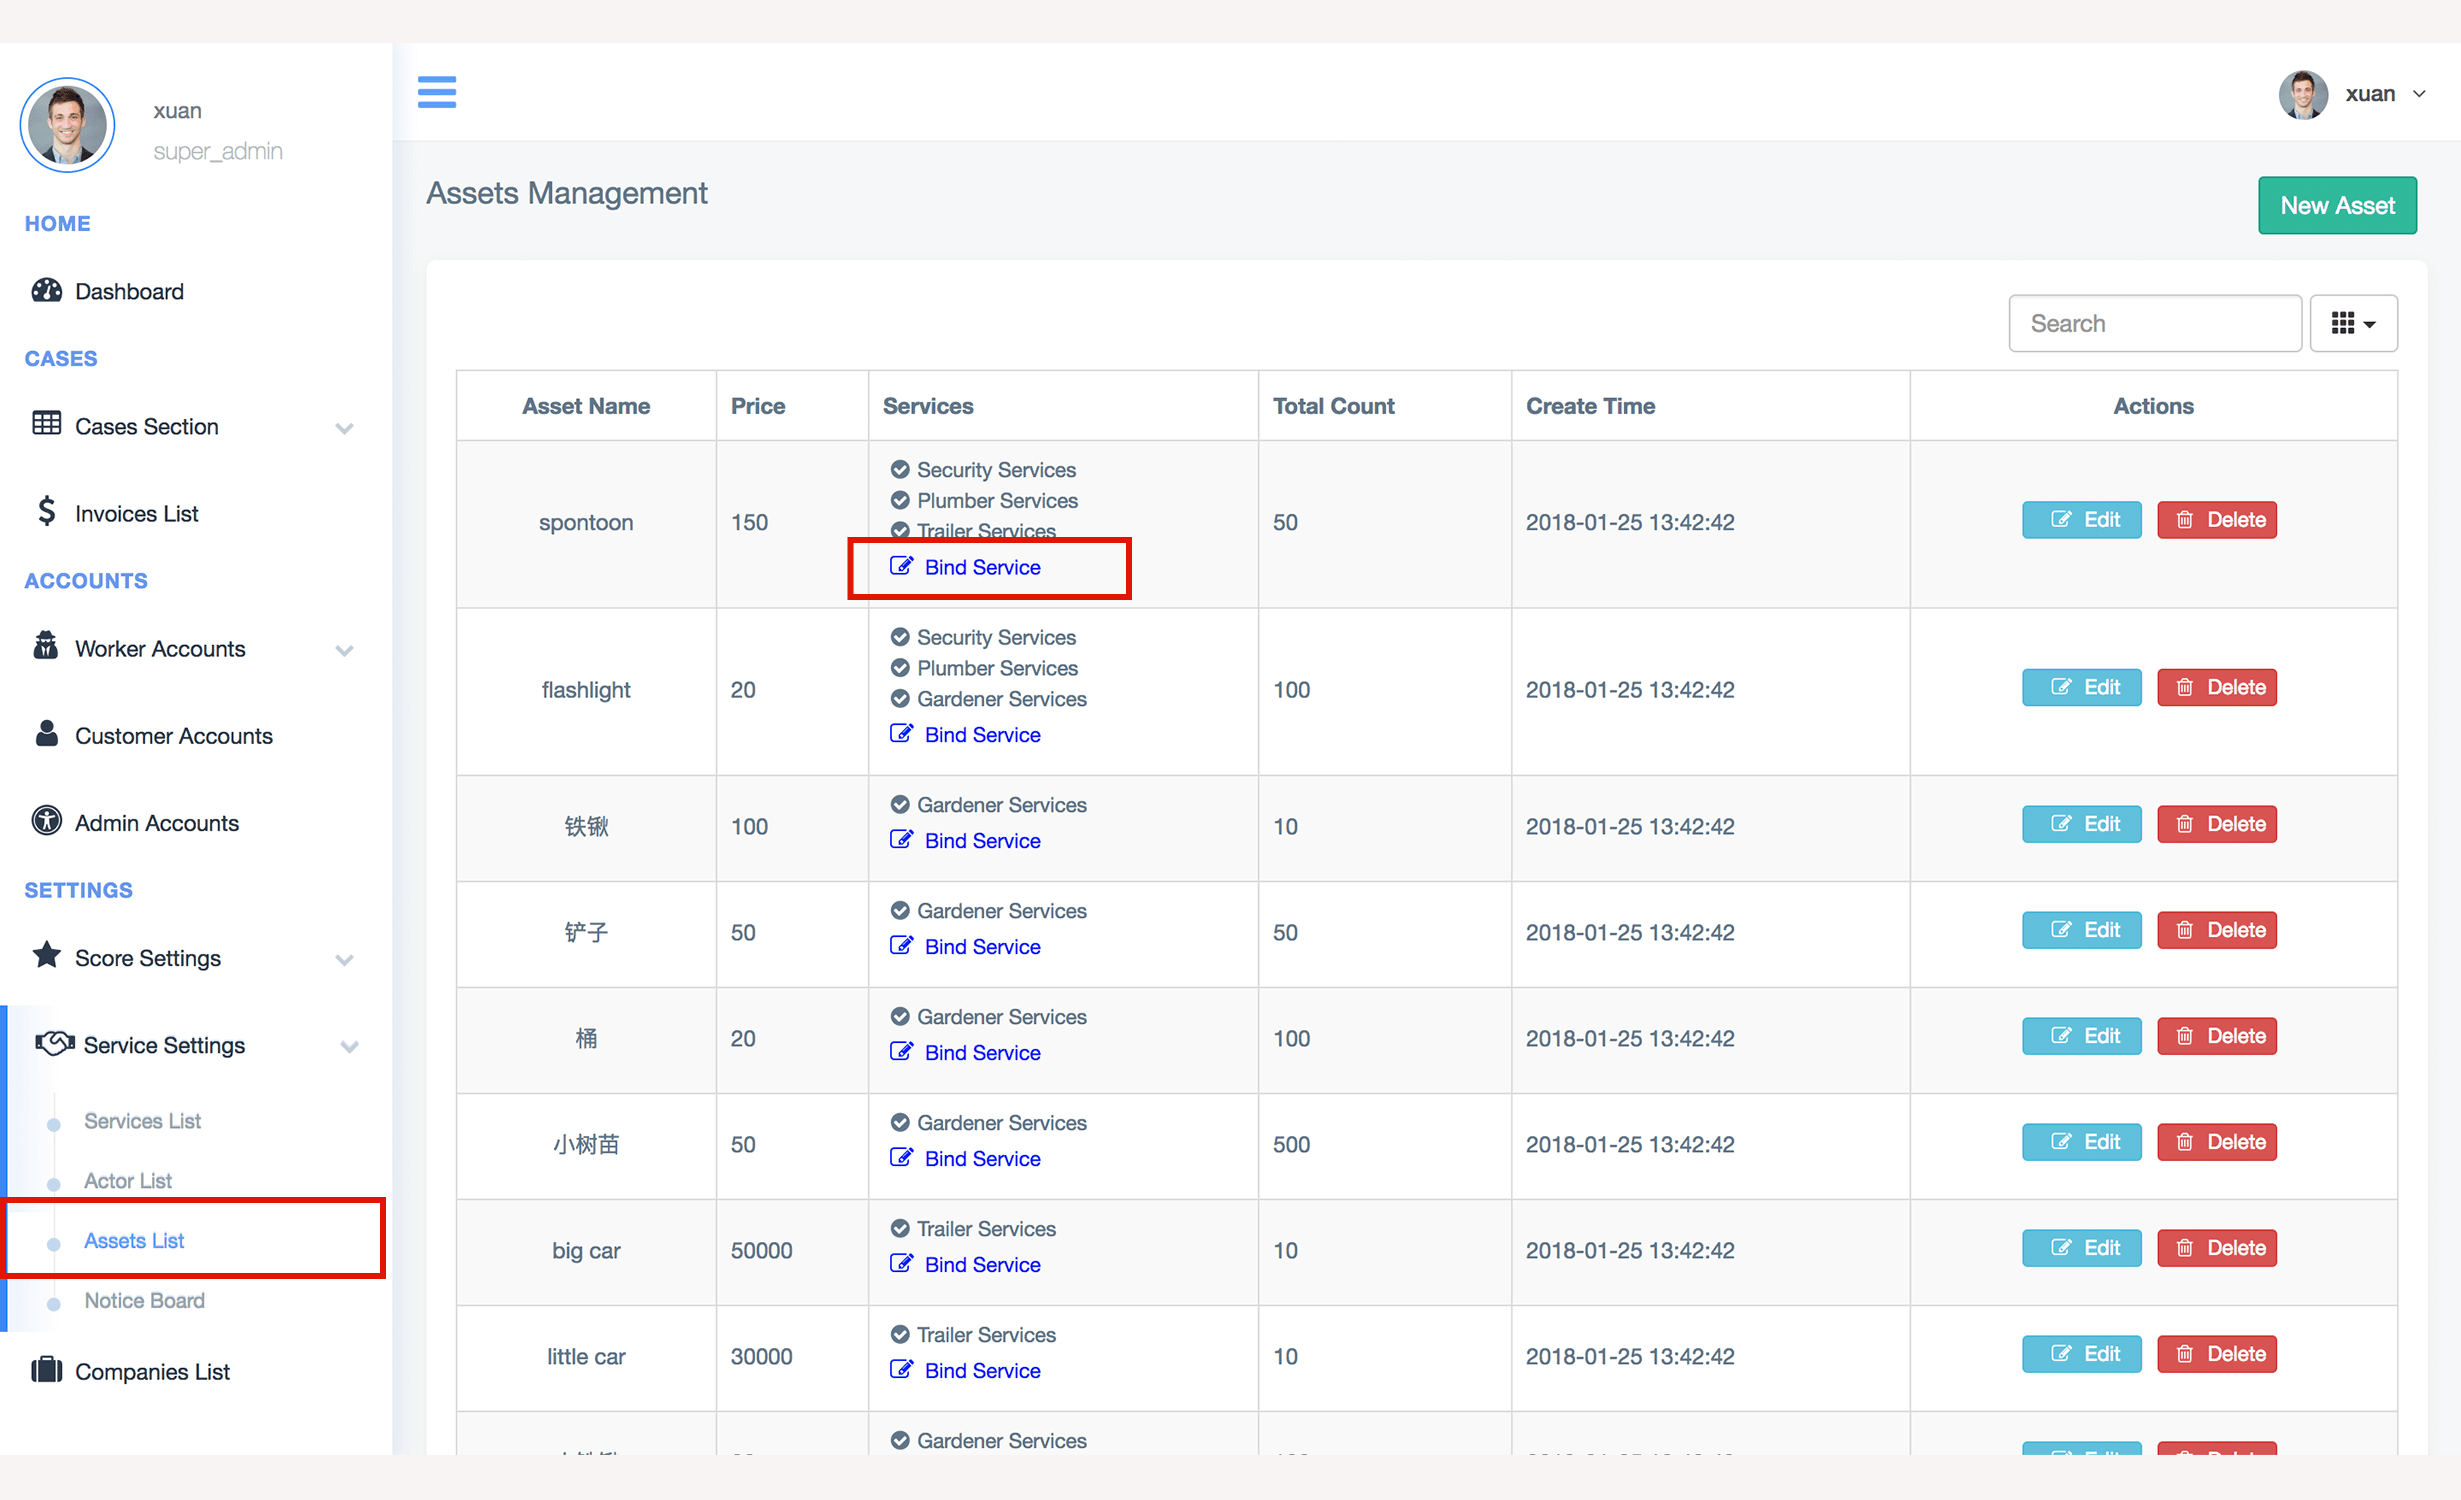 xuan
super_admin
HOME
Dashboard
CASES
Cases Section
Invoices List
ACCOUNTS
Worker Accounts
Customer Accounts
Admin Accounts
SETTINGS
Score Settings
Service Settings
Services List
Actor List
Assets List
Notice Board
Companies List
xuan
Assets Management
New Asset
Search
Asset Name Price Services Total Count Create Time Actions
Security Services
Plumber Services
Trailer Services
Bind Service
spontoon 150 50 2018-01-25 13:42:42 Edit Delete
Security Services
Plumber Services
Gardener Services
Bind Service
flashlight 20 100 2018-01-25 13:42:42 Edit Delete
Gardener Services
Bind Service
铁锹 100 10 2018-01-25 13:42:42 Edit Delete
Gardener Services
Bind Service
铲子 50 50 2018-01-25 13:42:42 Edit Delete
Gardener Services
Bind Service
桶 20 100 2018-01-25 13:42:42 Edit Delete
Gardener Services
Bind Service
小树苗 50 500 2018-01-25 13:42:42 Edit Delete
Trailer Services
Bind Service
big car 50000 10 2018-01-25 13:42:42 Edit Delete
Trailer Services
Bind Service
little car 30000 10 2018-01-25 13:42:42 Edit Delete
Gardener Services